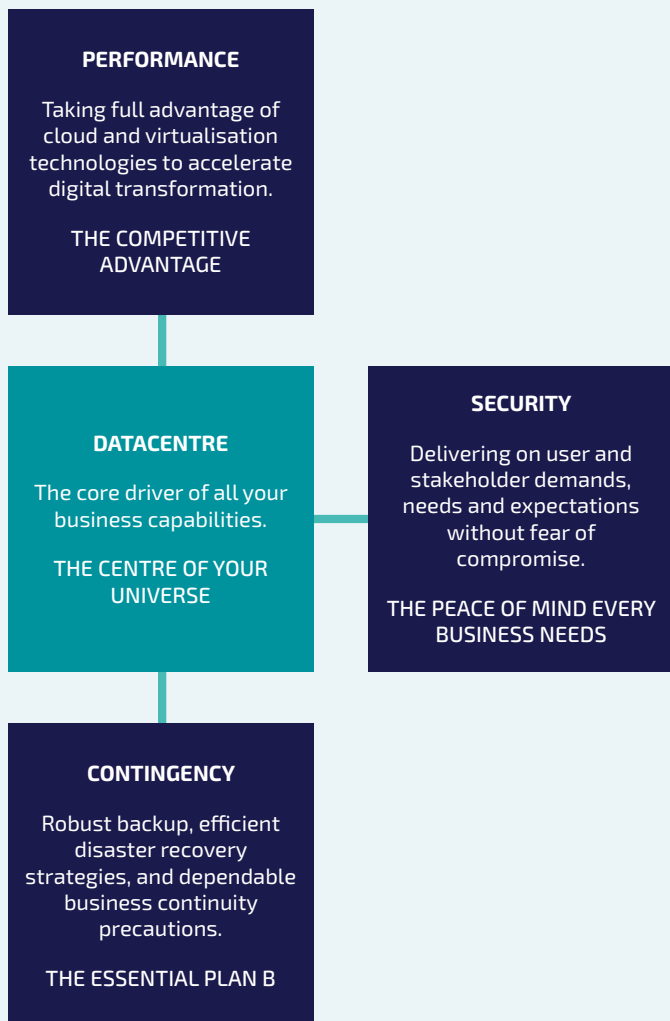 PERFORMANCE
Taking full advantage of
cloud and virtualisation
technologies to accelerate
digital transformation.
THE COMPETITIVE
ADVANTAGE
DATACENTRE
The core driver of all your
business capabilities.
THE CENTRE OF YOUR
UNIVERSE
SECURITY
Delivering on user and
stakeholder demands,
needs and expectations
without fear of
compromise.
THE PEACE OF MIND EVERY
BUSINESS NEEDS
CONTINGENCY
Robust backup, efficient
disaster recovery
strategies, and dependable
business continuity
precautions.
THE ESSENTIAL PLAN B